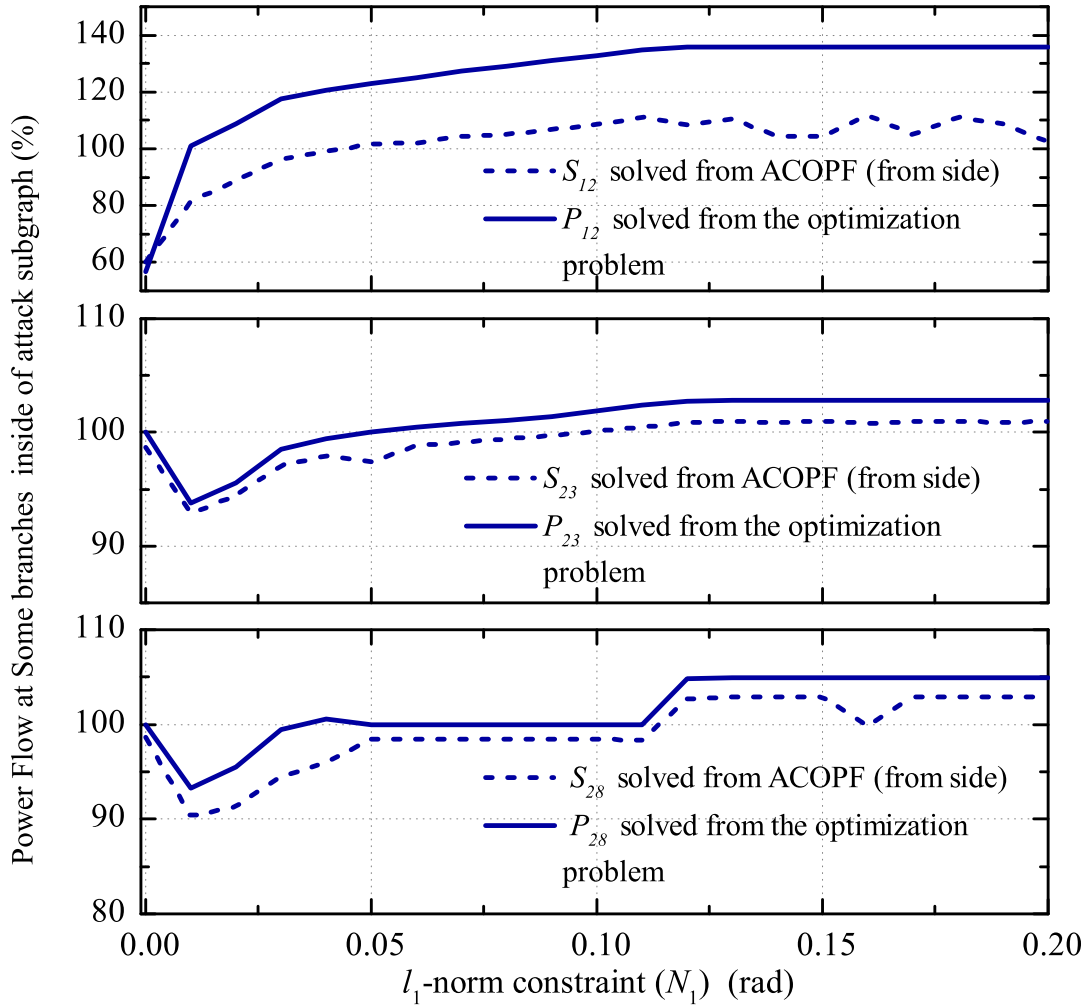 Power Flow at Some branches inside of attack subgraph (%)
140
120
100
80
60
S12 solved from ACOPF (from side)
P12 solved from the optimization
problem
110
100
90
S23 solved from ACOPF (from side)
P23 solved from the optimization
problem
110
100
90
80
S28 solved from ACOPF (from side)
P28 solved from the optimization
problem
0.00 0.05 0.10 0.15 0.20
l1-norm constraint (N1) (rad)